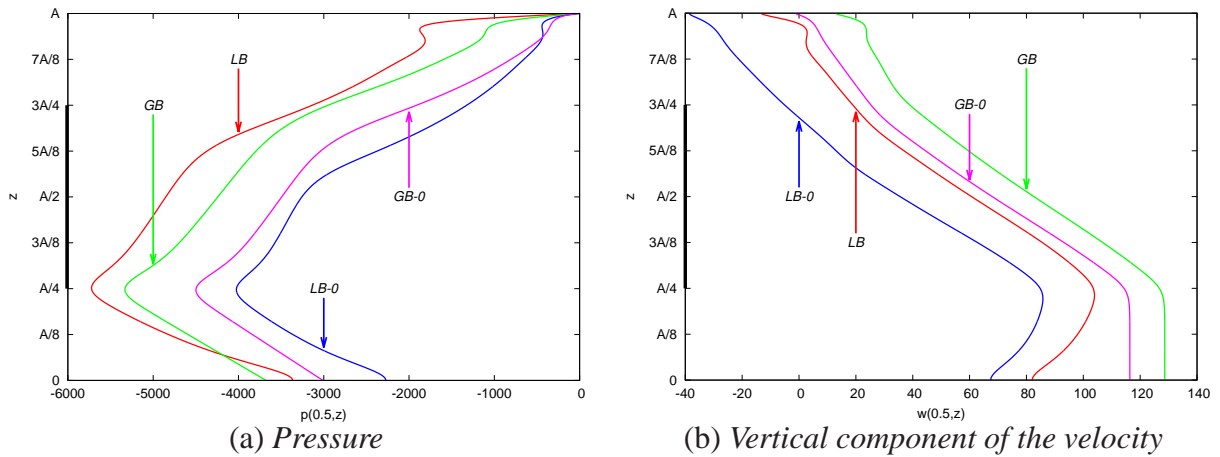 A
7A/8
3A/4
5A/8
A/2
3A/8
A/4
A/8
0
z
-6000 -5000 -4000 -3000 -2000 -1000 0
p(0.5,z)
LB
GB
GB-0
LB-0
(a) Pressure
A
7A/8
3A/4
5A/8
A/2
3A/8
A/4
A/8
0
z
-40 -20 0 20 40 60 80 100 120 140
w(0.5,z)
GB
GB-0
LB-0
LB
(b) Vertical component of the velocity